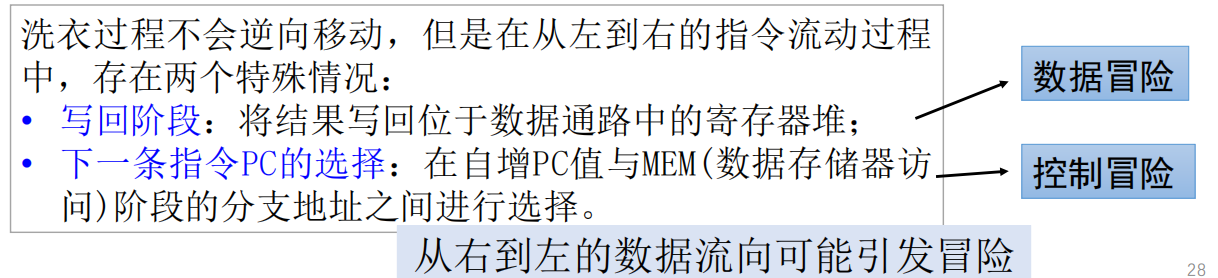 洗衣过程不会逆向移动，但是在从左到右的指令流动过程
中，存在两个特殊情况：
• 写回阶段：将结果写回位于数据通路中的寄存器堆；
• 下一条指令PC的选择：在自增PC值与MEM(数据存储器访
问)阶段的分支地址之间进行选择。
数据冒险
控制冒险
从右到左的数据流向可能引发冒险
28